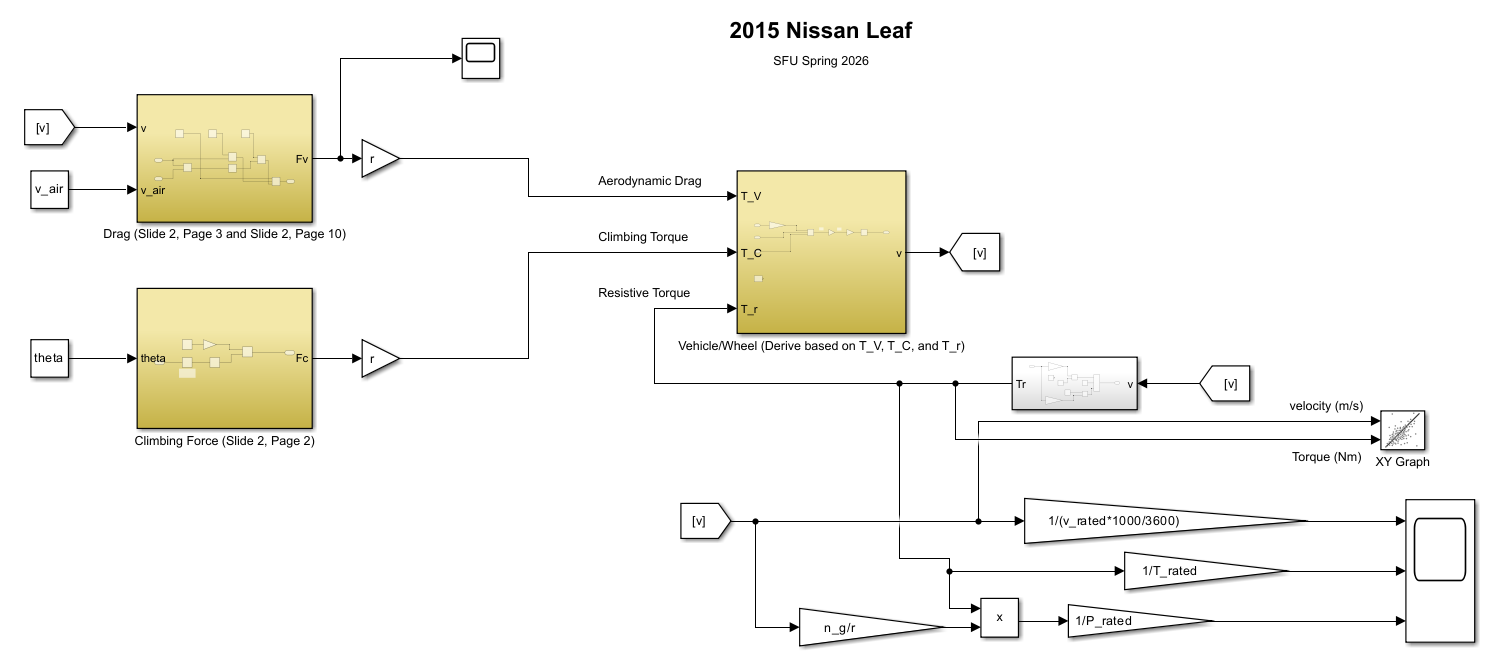 2015 Nissan Leaf
SFU Spring 2026
[v]
v
Fv
v_air
v_air
r
Drag (Slide 2, Page 3 and Slide 2, Page 10)
Aerodynamic Drag
T_V
Climbing Torque
T_C
v
[v]
Resistive Torque
T_r
Vehicle/Wheel (Derive based on T_V, T_C, and T_r)
theta
theta
Fc
r
Climbing Force (Slide 2, Page 2)
Tr
v
[v]
velocity (m/s)
Torque (Nm)
XY Graph
[v]
1/(v_rated*1000/3600)
1/T_rated
n_g/r
x
1/P_rated